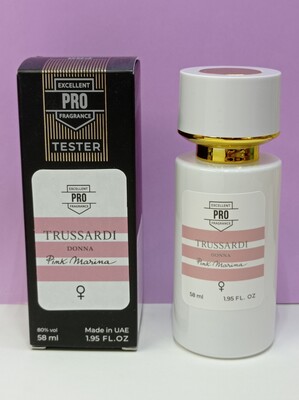 EXCELLENT
PRO
FRAGRANCE
TESTER
EXCELLENT
PRO
FRAGRANCE
TRUSSARDI
DONNA
Pink Marina
80% vol
58 ml
Made in UAE
1.95 FL.OZ
EXCELLENT
PRO
FRAGRANCE
TRUSSARDI
DONNA
Pink Marina
58 ml
1.95 FL. OZ